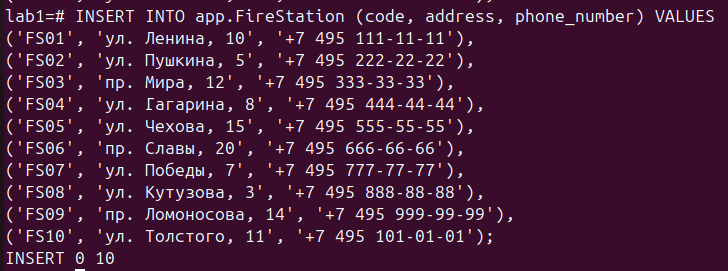 lab1=# INSERT INTO app.FireStation (code, address, phone_number) VALUES
('FS01', 'ул. Ленина, 10', '+7 495 111-11-11'),
('FS02', 'ул. Пушкина, 5', '+7 495 222-22-22'),
('FS03', 'пр. Мира, 12', '+7 495 333-33-33'),
('FS04', 'ул. Гагарина, 8', '+7 495 444-44-44'),
('FS05', 'ул. Чехова, 15', '+7 495 555-55-55'),
('FS06', 'пр. Славы, 20', '+7 495 666-66-66'),
('FS07', 'ул. Победы, 7', '+7 495 777-77-77'),
('FS08', 'ул. Кутузова, 3', '+7 495 888-88-88'),
('FS09', 'пр. Ломоносова, 14', '+7 495 999-99-99'),
('FS10', 'ул. Толстого, 11', '+7 495 101-01-01');
INSERT 0 10